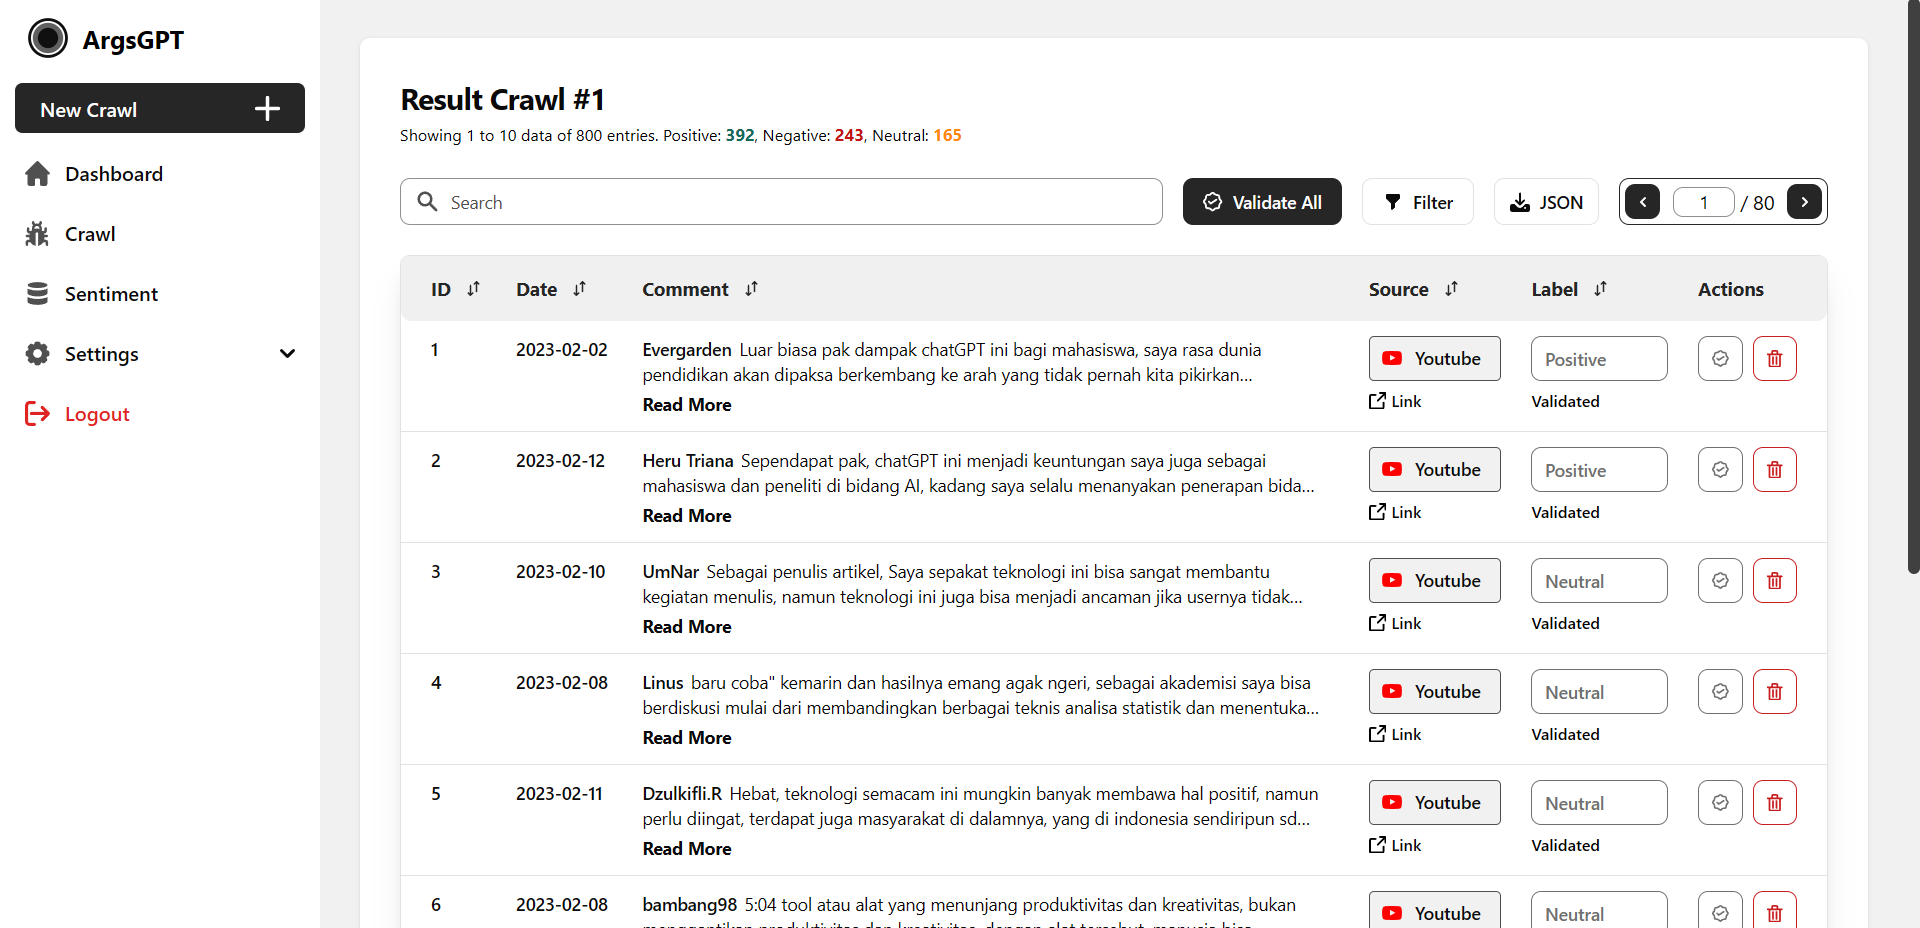 ArgsGPT
New Crawl
Dashboard
Crawl
Sentiment
Settings
Logout
Result Crawl #1
Showing 1 to 10 data of 800 entries. Positive: 392, Negative: 243, Neutral: 165
Search
Validate All
Filter
JSON
1 / 80
ID Date Comment Source Label Actions
1 2023-02-02 Evergarden Luar biasa pak dampak chatGPT ini bagi mahasiswa, saya rasa dunia Youtube Positive
pendidikan akan dipaksa berkembang ke arah yang tidak pernah kita pikirkan...
Read More Link Validated
2 2023-02-12 Heru Triana Sependapat pak, chatGPT ini menjadi keuntungan saya juga sebagai Youtube Positive
mahasiswa dan peneliti di bidang AI, kadang saya selalu menanyakan penerapan bida...
Read More Link Validated
3 2023-02-10 UmNar Sebagai penulis artikel, Saya sepakat teknologi ini bisa sangat membantu Youtube Neutral
kegiatan menulis, namun teknologi ini juga bisa menjadi ancaman jika usernya tidak...
Read More Link Validated
4 2023-02-08 Linus baru coba" kemarin dan hasilnya emang agak ngeri, sebagai akademisi saya bisa Youtube Neutral
berdiskusi mulai dari membandingkan berbagai teknis analisa statistik dan menentuka...
Read More Link Validated
5 2023-02-11 Dzulkifli.R Hebat, teknologi semacam ini mungkin banyak membawa hal positif, namun Youtube Neutral
perlu diingat, terdapat juga masyarakat di dalamnya, yang di indonesia sendiripun sd...
Read More Link Validated
6 2023-02-08 bambang98 5:04 tool atau alat yang menunjang produktivitas dan kreativitas, bukan Youtube Neutral